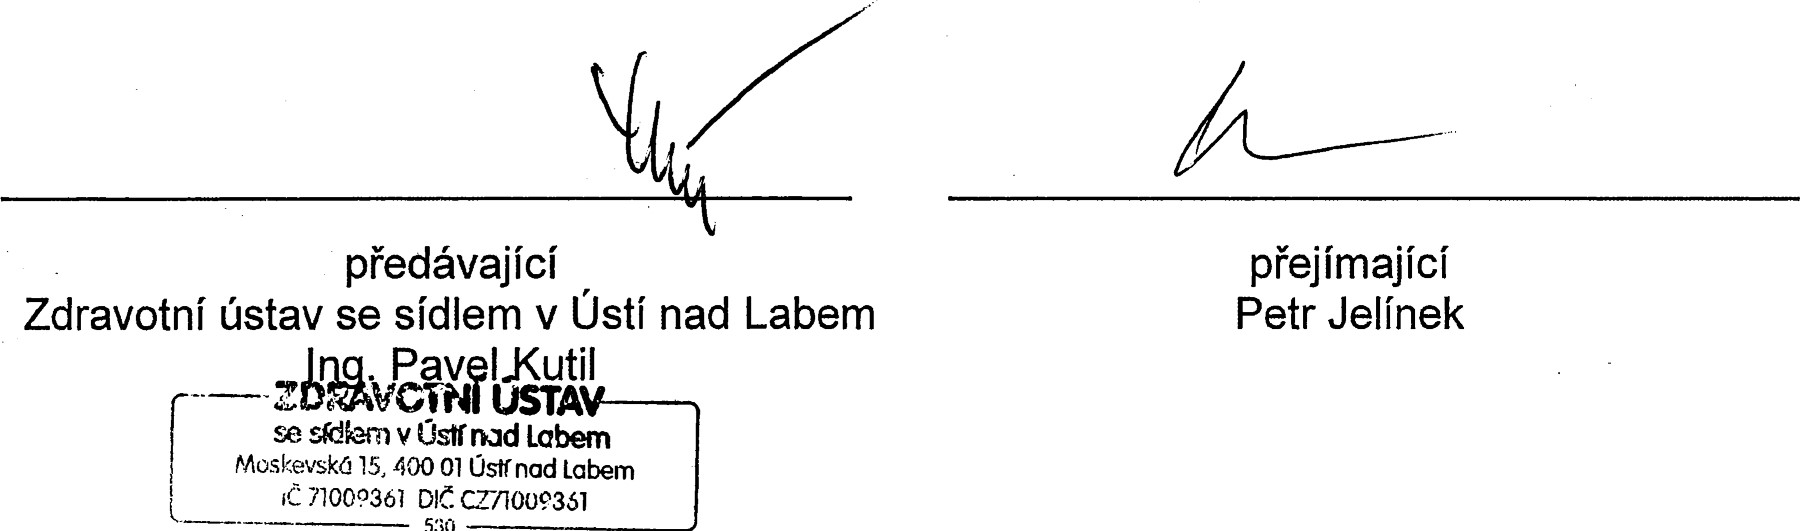 předávající
Zdravotní ústav se sídlem v Ústí nad Labem
Ing. Pavel Kutil
ZDRAVOTNÍ ÚSTAV
se sídlem v Ústí nad Labem
Moskevská 15, 400 01 Ústí nad Labem
IČ 71009361 DIČ CZ71009361
530
přejímající
Petr Jelínek